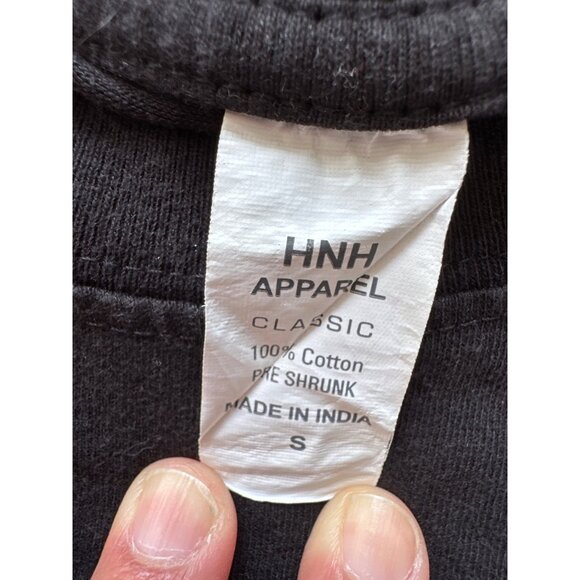 HNH
APPAREL
CLASSIC
100% Cotton
PRE SHRUNK
MADE IN INDIA
S